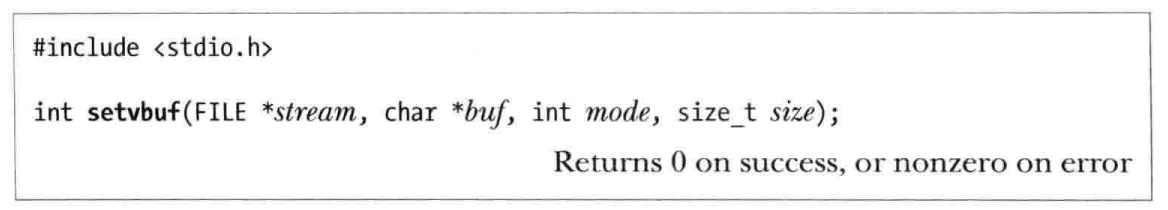 #include <stdio.h>
int setvbuf(FILE *stream, char *buf, int mode, size_t size);
Returns 0 on success, or nonzero on error